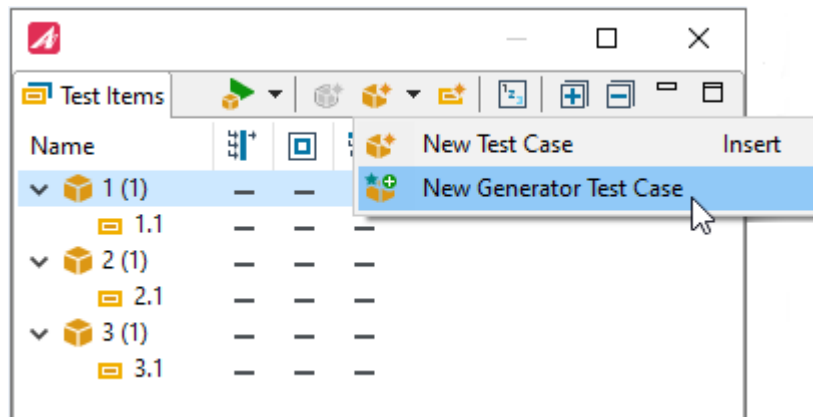 Test Items
Name
New Test Case Insert
New Generator Test Case
1 (1)
1.1
2 (1)
2.1
3 (1)
3.1